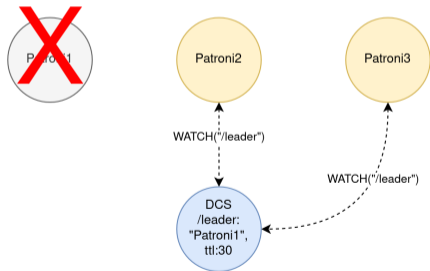 Patroni1
Patroni2
Patroni3
WATCH("/leader")
WATCH("/leader")
DCS
/leader:
"Patroni1",
ttl:30